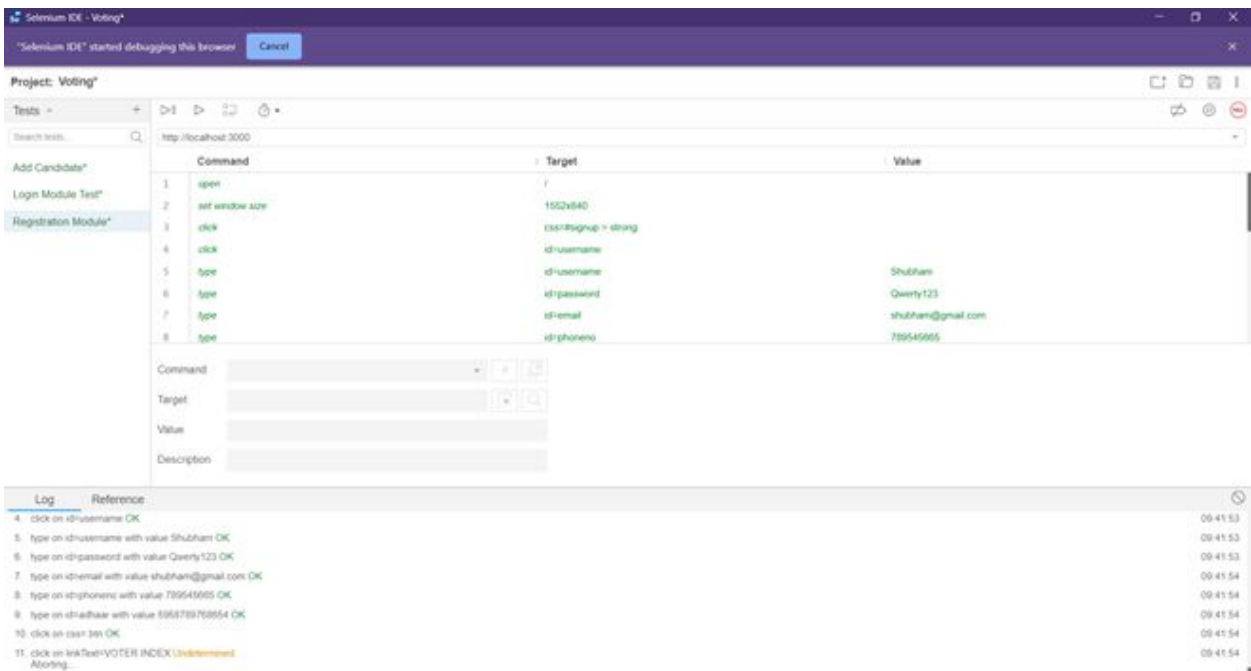 Selenium IDE - Voting*
"Selenium IDE" started debugging this browser Cancel
Project: Voting*
Tests
Search tests...
http://localhost:3000
Command Target Value
Add Candidate*
Login Module Test*
Registration Module*
1 open /
2 set window size 1552x840
3 click css=#signup > strong
4 click id=username
5 type id=username Shubham
6 type id=password Qwerty123
7 type id=email shubham@gmail.com
8 type id=phoneno 789545665
Command
Target
Value
Description
Log Reference
4. click on id=username OK 09:41:53
5. type on id=username with value Shubham OK 09:41:53
6. type on id=password with value Qwerty123 OK 09:41:53
7. type on id=email with value shubham@gmail.com OK 09:41:54
8. type on id=phoneno with value 789545665 OK 09:41:54
9. type on id=adhaar with value OK 09:41:54
10. click on css=.btn OK 09:41:54
11. click on linkText=VOTER INDEX Undetermined 09:41:54
Aborting...